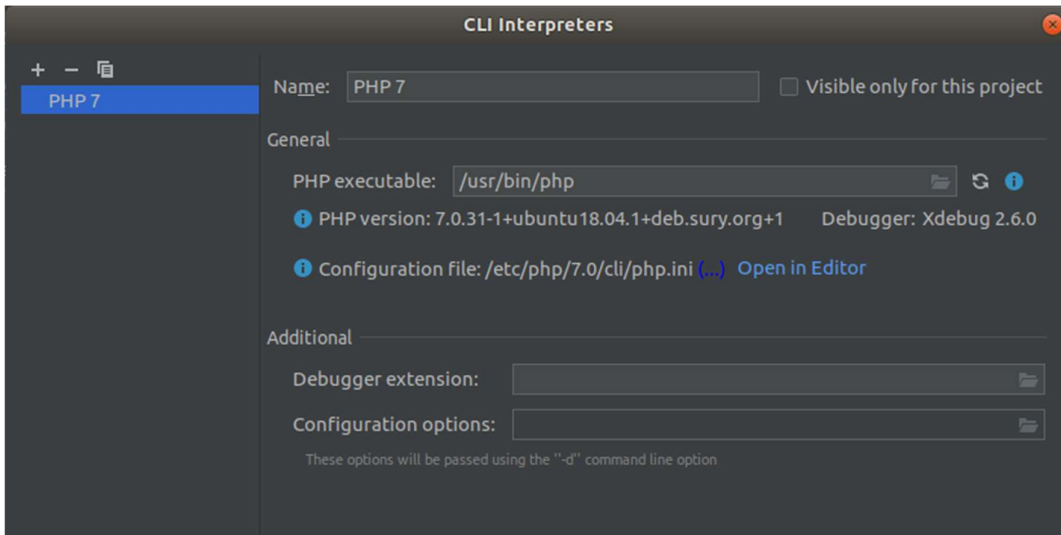 CLI Interpreters
PHP 7
Name: PHP 7 Visible only for this project
General
PHP executable: /usr/bin/php
PHP version: 7.0.31-1+ubuntu18.04.1+deb.sury.org+1 Debugger: Xdebug 2.6.0
Configuration file: /etc/php/7.0/cli/php.ini (...) Open in Editor
Additional
Debugger extension:
Configuration options:
These options will be passed using the ''-d'' command line option